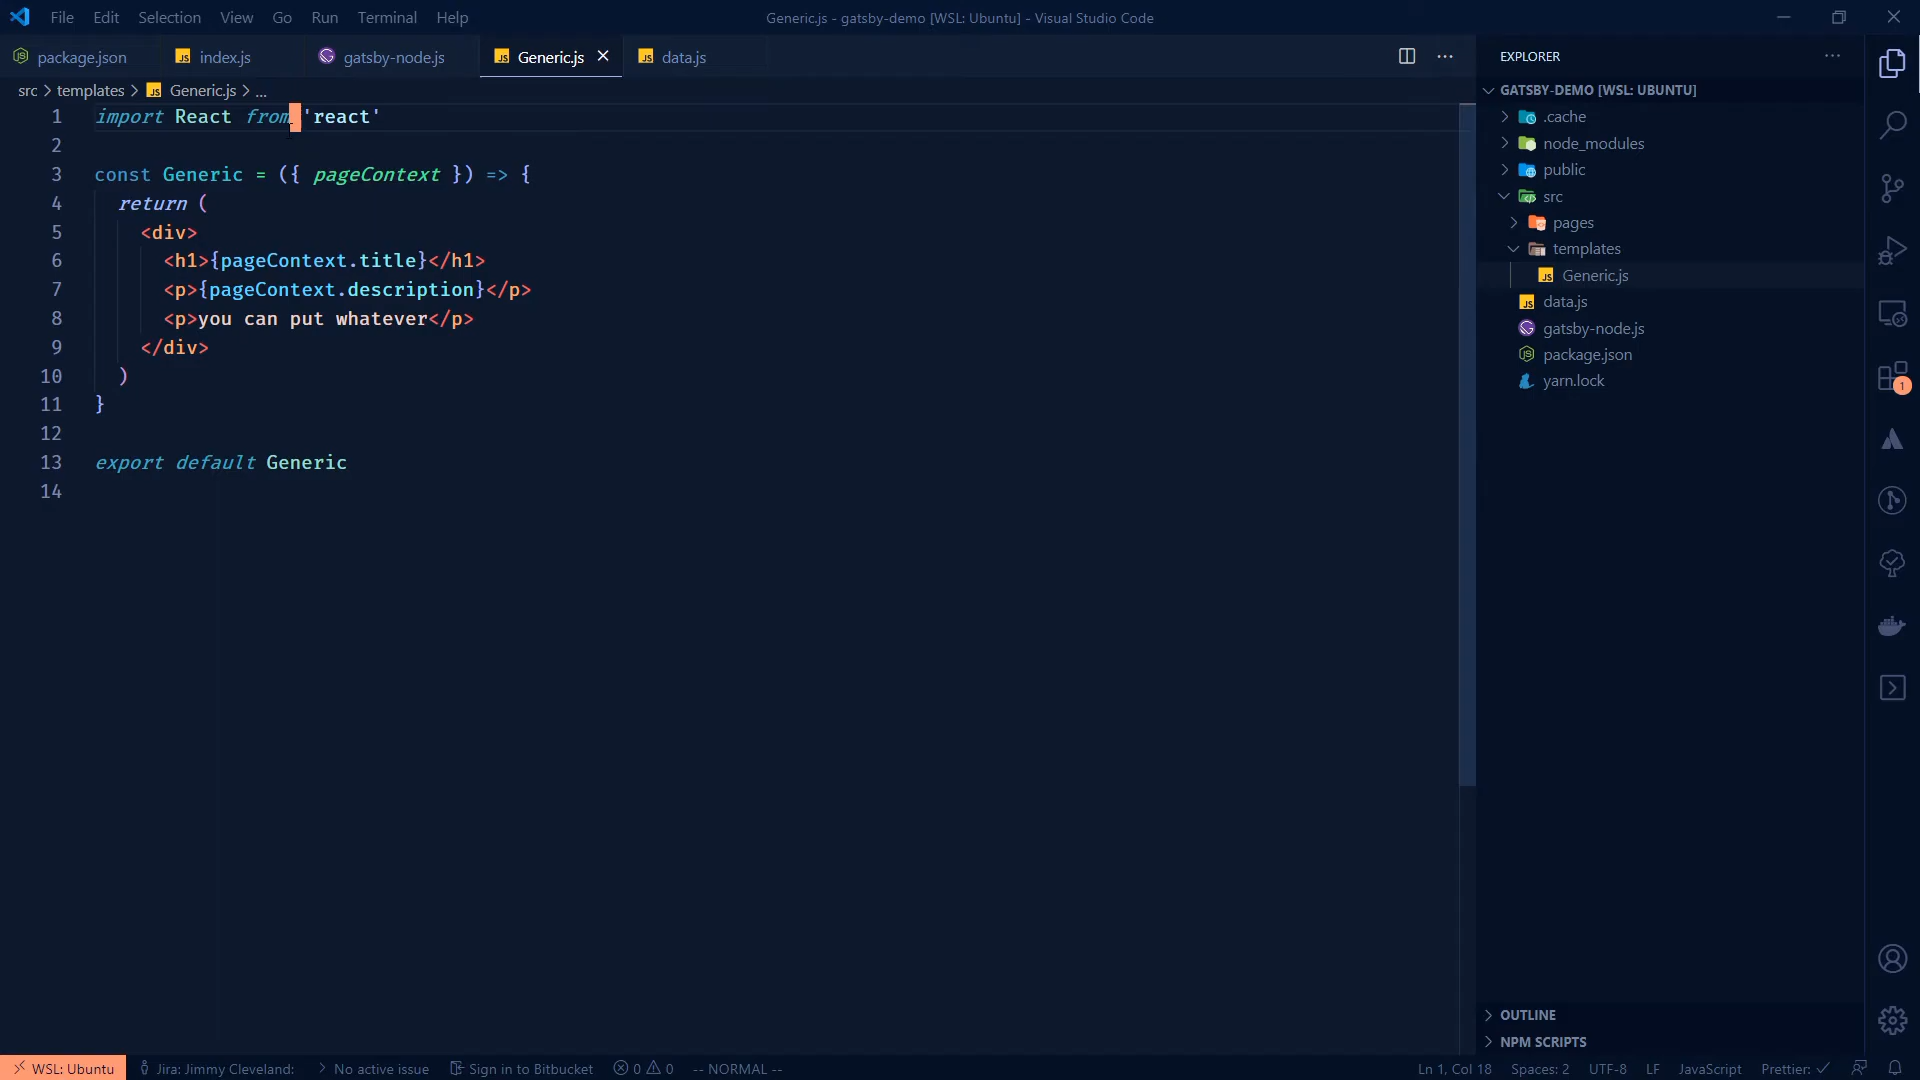 File Edit Selection View Go Run Terminal Help
Generic.js - gatsby-demo [WSL: Ubuntu] - Visual Studio Code
package.json index.js gatsby-node.js Generic.js data.js
src > templates > Generic.js > ...
1 import React from 'react'
2
3 const Generic = ({ pageContext }) => {
4 return (
5 <div>
6 <h1>{pageContext.title}</h1>
7 <p>{pageContext.description}</p>
8 <p>you can put whatever</p>
9 </div>
10 )
11 }
12
13 export default Generic
14
EXPLORER
GATSBY-DEMO [WSL: UBUNTU]
.cache
node_modules
public
src
pages
templates
Generic.js
data.js
gatsby-node.js
package.json
yarn.lock
1
OUTLINE
NPM SCRIPTS
WSL: Ubuntu Jira: Jimmy Cleveland: No active issue Sign in to Bitbucket 0 0 -- NORMAL -- Ln 1, Col 18 Spaces: 2 UTF-8 LF JavaScript Prettier: ✓